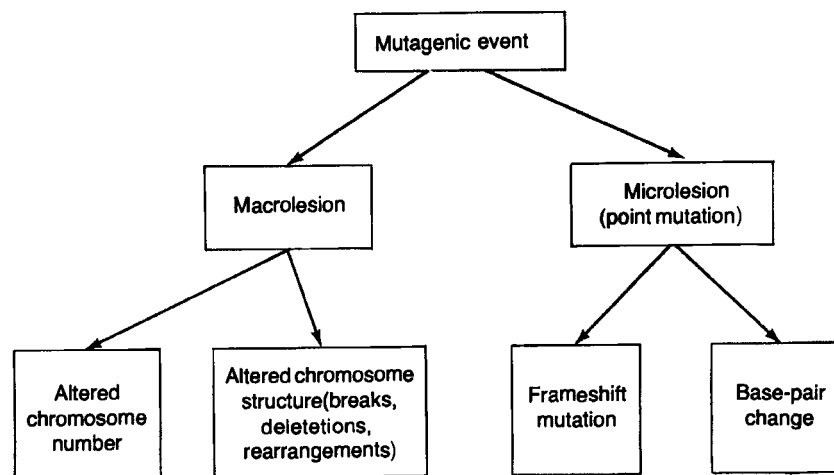 Mutagenic event
Macrolesion
Microlesion
(point mutation)
Altered
chromosome
number
Altered chromosome
structure(breaks,
deletetions,
rearrangements)
Frameshift
mutation
Base-pair
change